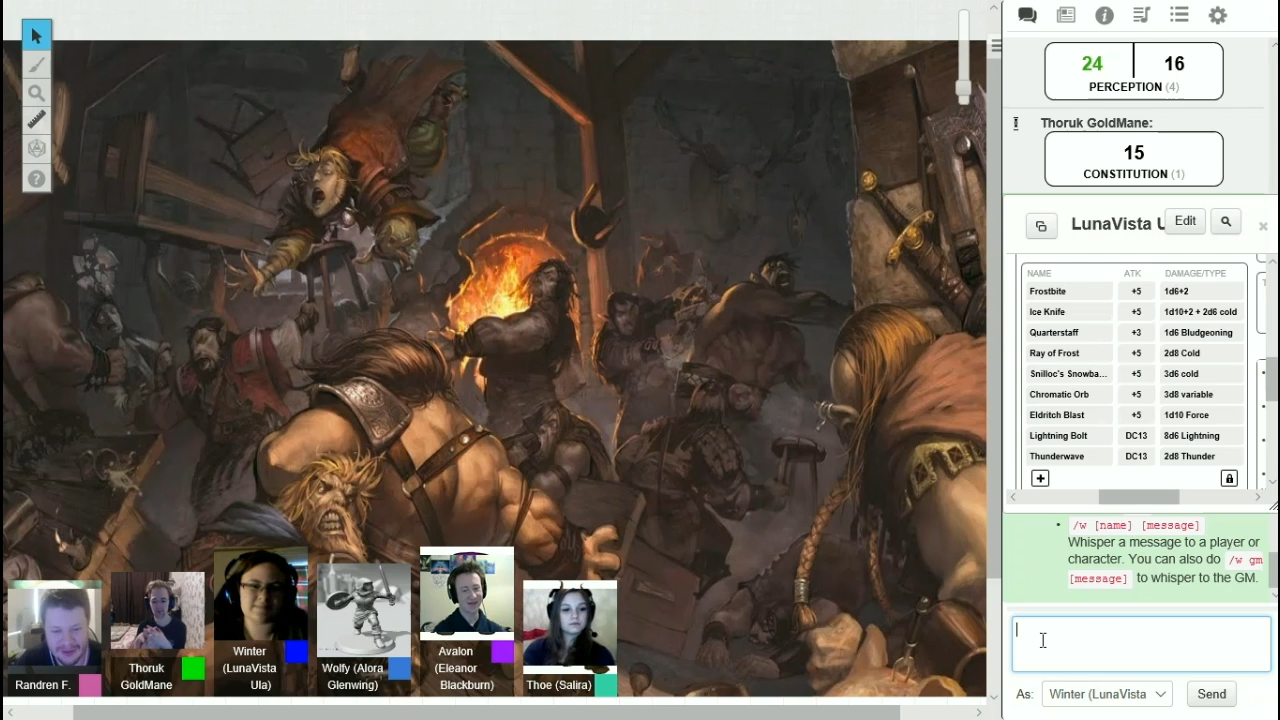 24
16
PERCEPTION (4)
Thoruk GoldMane:
15
CONSTITUTION (1)
LunaVista U
Edit
NAME ATK DAMAGE/TYPE
Frostbite +5 1d6+2
Ice Knife +5 1d10+2 + 2d6 cold
Quarterstaff +3 1d6 Bludgeoning
Ray of Frost +5 2d8 Cold
Snilloc's Snowba... +5 3d6 cold
Chromatic Orb +5 3d8 variable
Eldritch Blast +5 1d10 Force
Lightning Bolt DC13 8d6 Lightning
Thunderwave DC13 2d8 Thunder
/w [name] [message]
Whisper a message to a player or
character. You can also do /w gm
[message] to whisper to the GM.
As: Winter (LunaVista Send
Randren F.
Thoruk
GoldMane
Winter
(LunaVista
Ula)
Wolfy (Alora
Glenwing)
Avalon
(Eleanor
Blackburn)
Thoe (Salira)